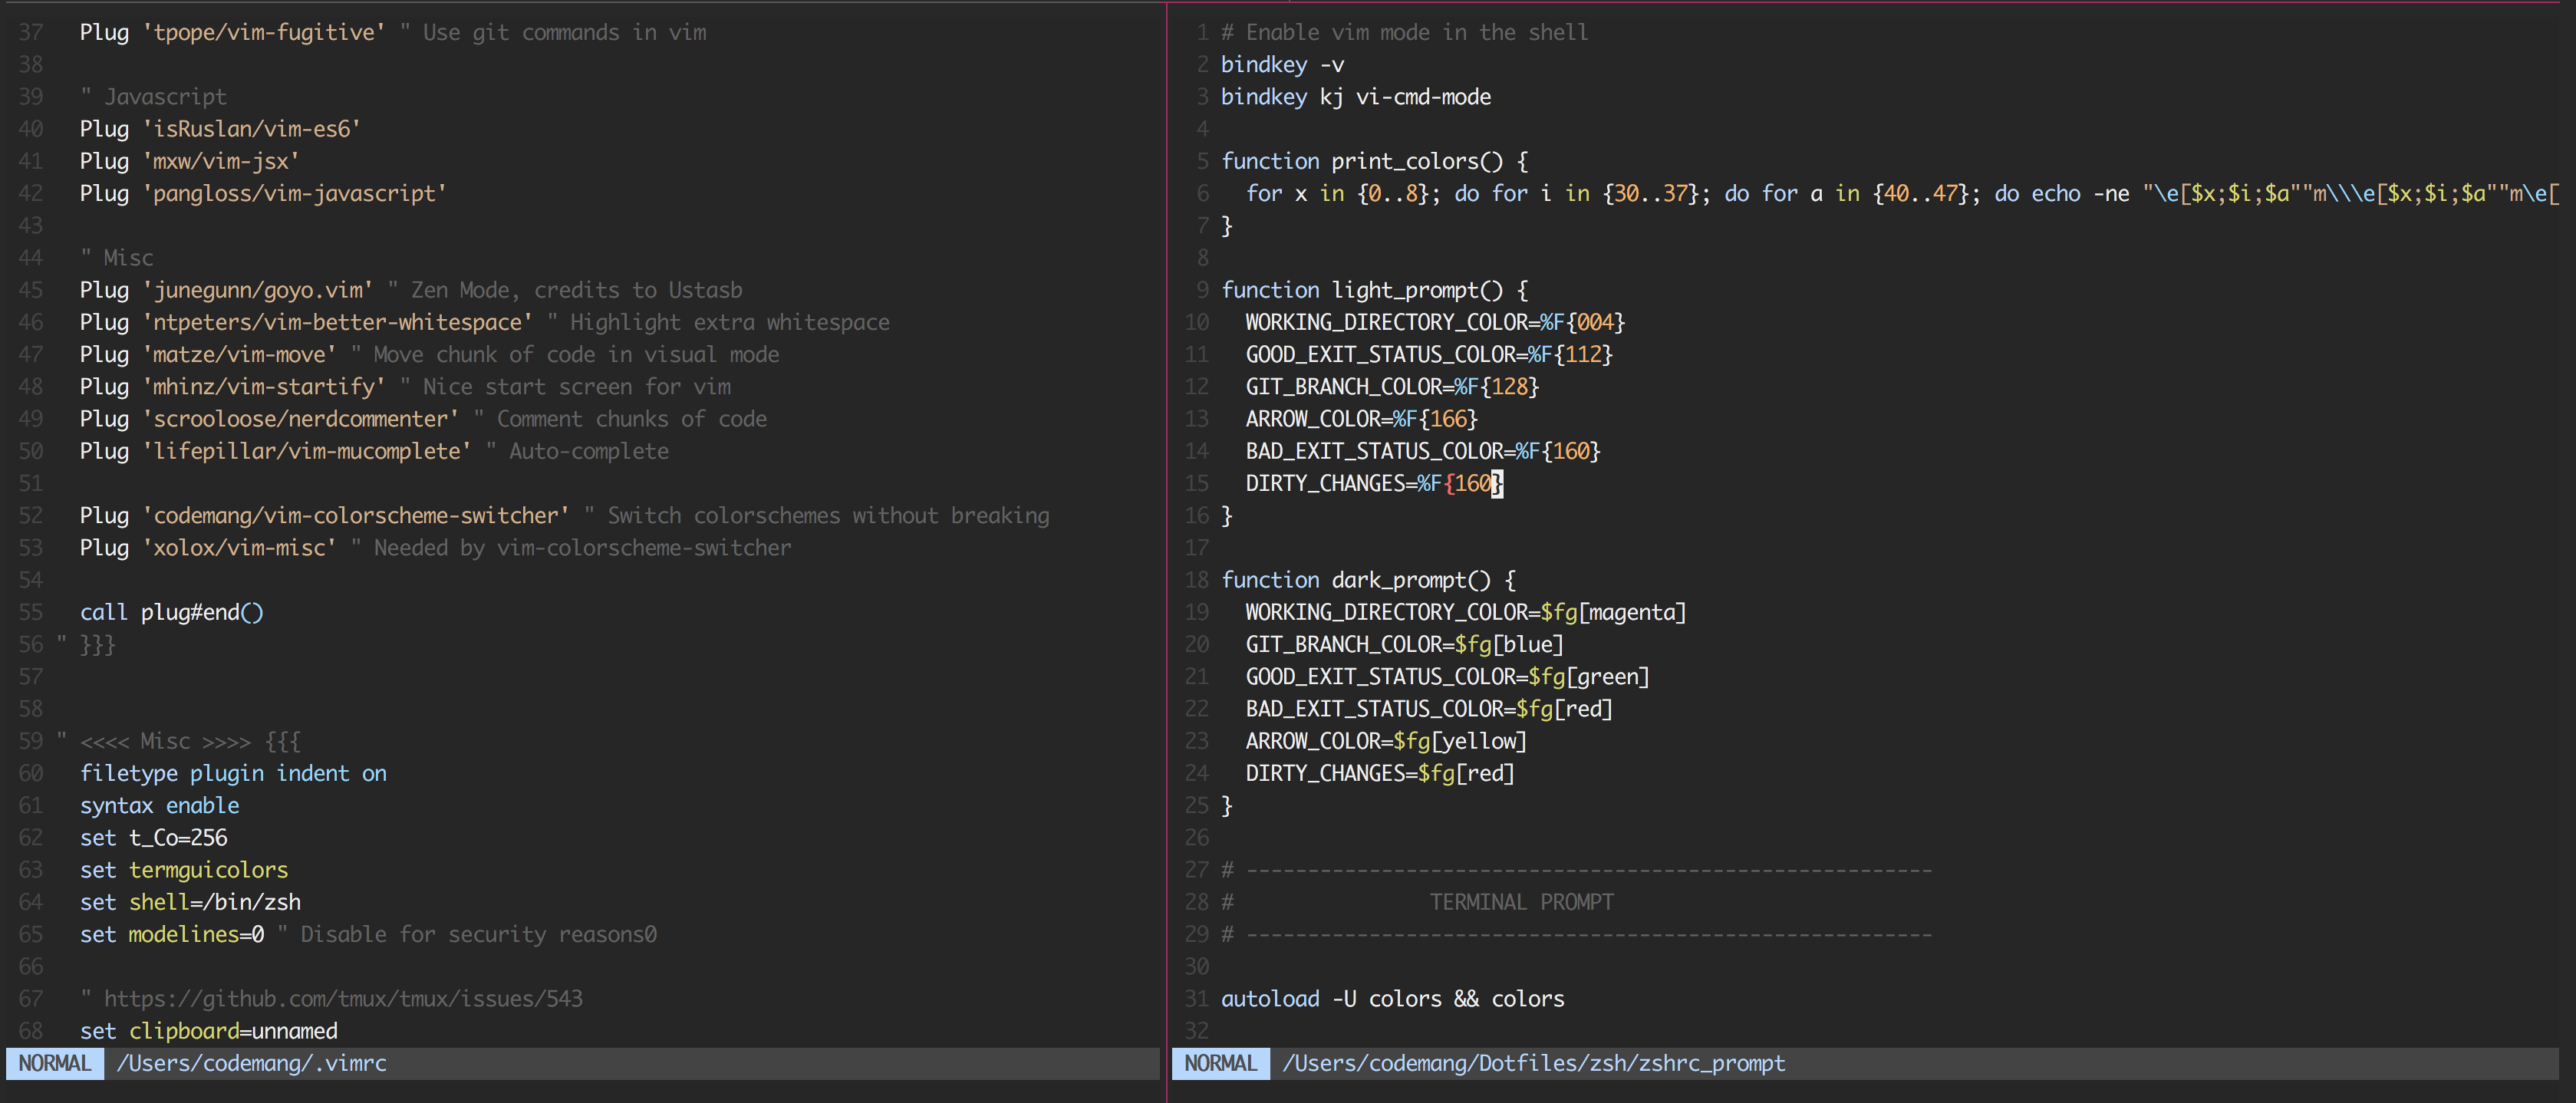 37 Plug 'tpope/vim-fugitive' " Use git commands in vim
38
39 " Javascript
40 Plug 'isRuslan/vim-es6'
41 Plug 'mxw/vim-jsx'
42 Plug 'pangloss/vim-javascript'
43
44 " Misc
45 Plug 'junegunn/goyo.vim' " Zen Mode, credits to Ustasb
46 Plug 'ntpeters/vim-better-whitespace' " Highlight extra whitespace
47 Plug 'matze/vim-move' " Move chunk of code in visual mode
48 Plug 'mhinz/vim-startify' " Nice start screen for vim
49 Plug 'scrooloose/nerdcommenter' " Comment chunks of code
50 Plug 'lifepillar/vim-mucomplete' " Auto-complete
51
52 Plug 'codemang/vim-colorscheme-switcher' " Switch colorschemes without breaking
53 Plug 'xolox/vim-misc' " Needed by vim-colorscheme-switcher
54
55 call plug#end()
56 " }}}
57
58
59 " <<<< Misc >>>> {{{
60 filetype plugin indent on
61 syntax enable
62 set t_Co=256
63 set termguicolors
64 set shell=/bin/zsh
65 set modelines=0 " Disable for security reasons0
66
67 " https://github.com/tmux/tmux/issues/543
68 set clipboard=unnamed
NORMAL /Users/codemang/.vimrc
1 # Enable vim mode in the shell
2 bindkey -v
3 bindkey kj vi-cmd-mode
4
5 function print_colors() {
6 for x in {0..8}; do for i in {30..37}; do for a in {40..47}; do echo -ne "\e[$x;$i;$a""m\\\e[$x;$i;$a""m\e[
7 }
8
9 function light_prompt() {
10 WORKING_DIRECTORY_COLOR=%F{004}
11 GOOD_EXIT_STATUS_COLOR=%F{112}
12 GIT_BRANCH_COLOR=%F{128}
13 ARROW_COLOR=%F{166}
14 BAD_EXIT_STATUS_COLOR=%F{160}
15 DIRTY_CHANGES=%F{160}
16 }
17
18 function dark_prompt() {
19 WORKING_DIRECTORY_COLOR=$fg[magenta]
20 GIT_BRANCH_COLOR=$fg[blue]
21 GOOD_EXIT_STATUS_COLOR=$fg[green]
22 BAD_EXIT_STATUS_COLOR=$fg[red]
23 ARROW_COLOR=$fg[yellow]
24 DIRTY_CHANGES=$fg[red]
25 }
26
27 # --------------------------------------------------------
28 # TERMINAL PROMPT
29 # --------------------------------------------------------
30
31 autoload -U colors && colors
32
NORMAL /Users/codemang/Dotfiles/zsh/zshrc_prompt